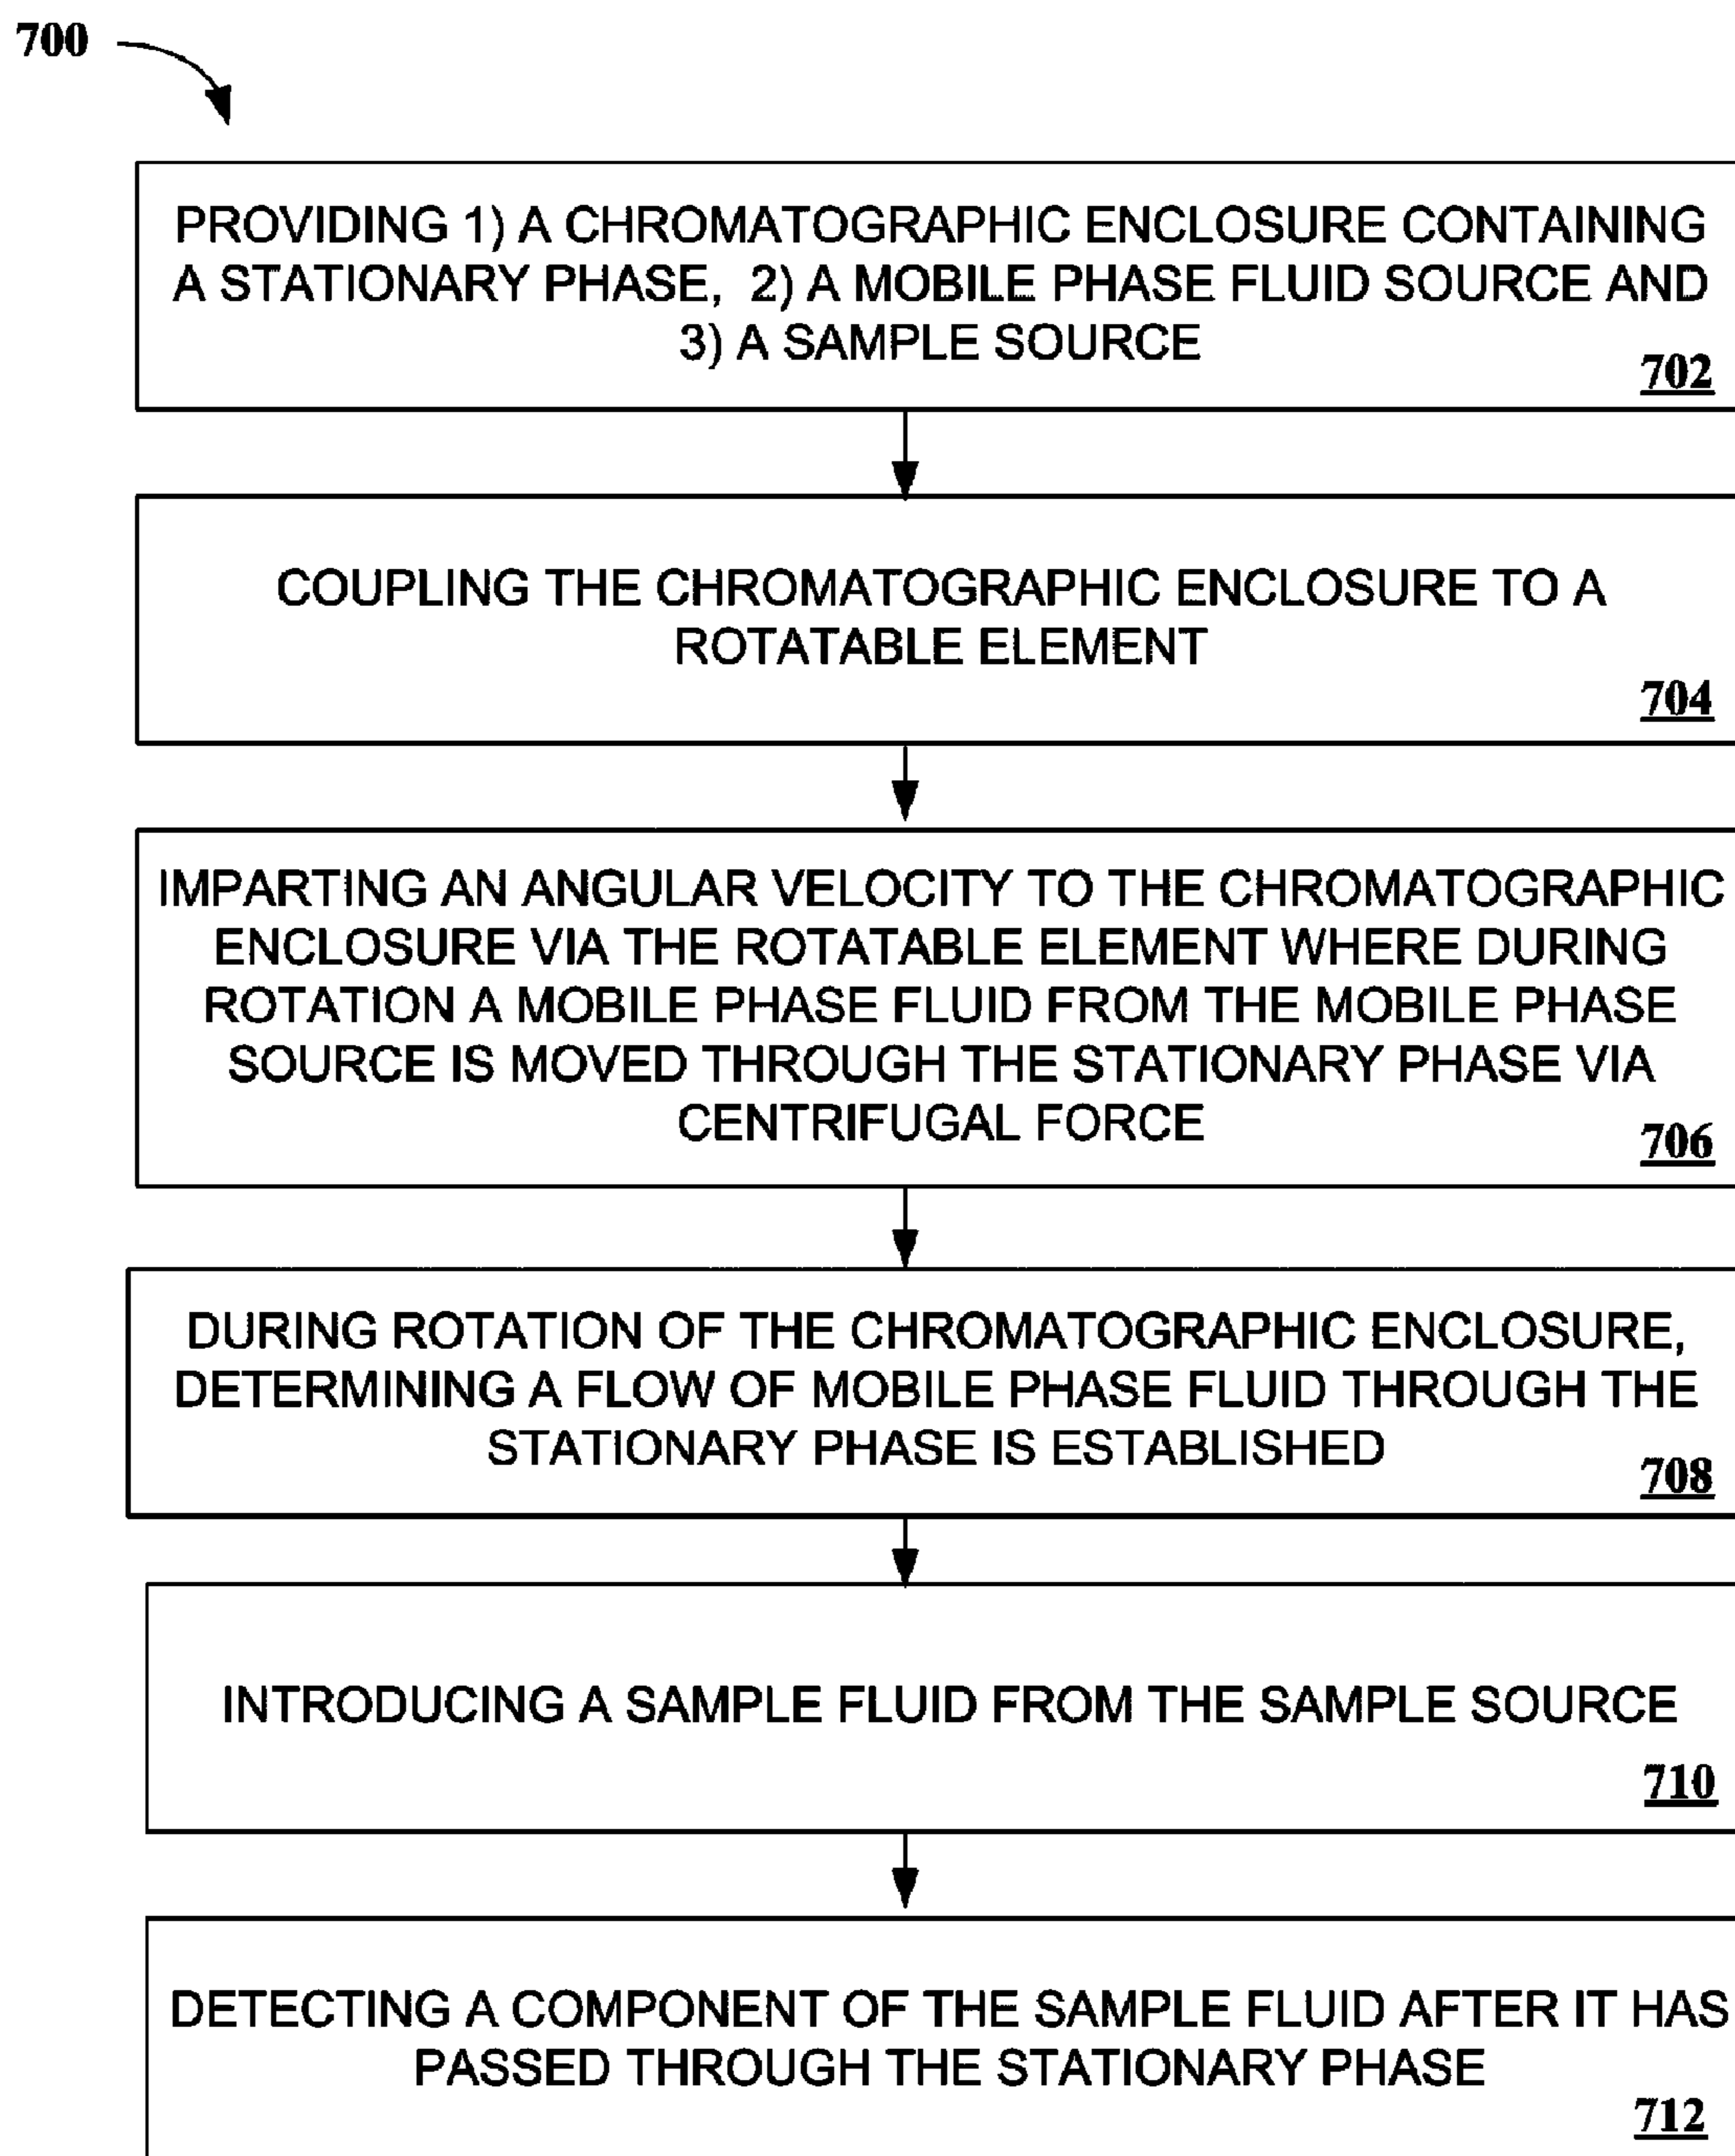 700
PROVIDING 1) A CHROMATOGRAPHIC ENCLOSURE CONTAINING
A STATIONARY PHASE, 2) A MOBILE PHASE FLUID SOURCE AND
3) A SAMPLE SOURCE
702
COUPLING THE CHROMATOGRAPHIC ENCLOSURE TO A
ROTATABLE ELEMENT
704
IMPARTING AN ANGULAR VELOCITY TO THE CHROMATOGRAPHIC
ENCLOSURE VIA THE ROTATABLE ELEMENT WHERE DURING
ROTATION A MOBILE PHASE FLUID FROM THE MOBILE PHASE
SOURCE IS MOVED THROUGH THE STATIONARY PHASE VIA
CENTRIFUGAL FORCE
706
DURING ROTATION OF THE CHROMATOGRAPHIC ENCLOSURE,
DETERMINING A FLOW OF MOBILE PHASE FLUID THROUGH THE
STATIONARY PHASE IS ESTABLISHED
708
INTRODUCING A SAMPLE FLUID FROM THE SAMPLE SOURCE
710
DETECTING A COMPONENT OF THE SAMPLE FLUID AFTER IT HAS
PASSED THROUGH THE STATIONARY PHASE
712